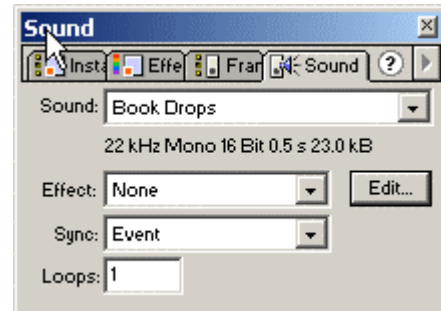 Sound
Insta Effe Fran Sound ?
Sound: Book Drops
22 kHz Mono 16 Bit 0.5 s 23.0 kB
Effect: None Edit...
Sync: Event
Loops: 1